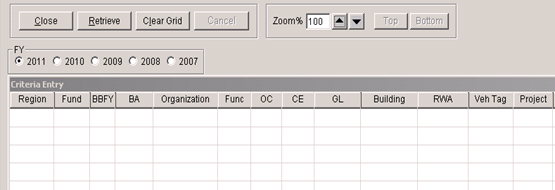 Close Retrieve Clear Grid Cancel Zoom% 100 Top Bottom
FY
2011 2010 2009 2008 2007
Criteria Entry
Region Fund BBFY BA Organization Func OC CE GL Building RWA Veh Tag Project